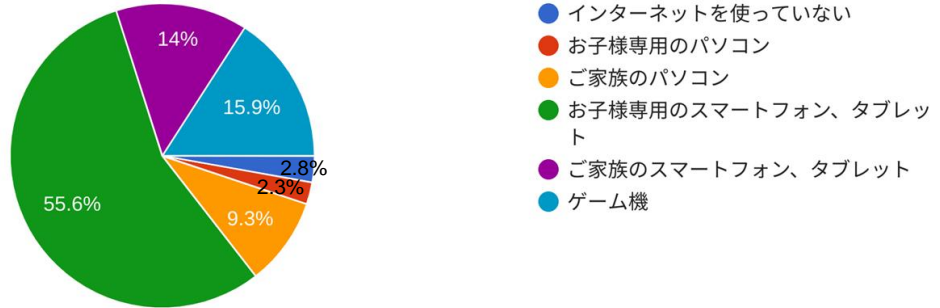 14%
15.9%
2.8%
2.3%
9.3%
55.6%
インターネットを使っていない
お子様専用のパソコン
ご家族のパソコン
お子様専用のスマートフォン、タブレッ
ト
ご家族のスマートフォン、タブレット
ゲーム機